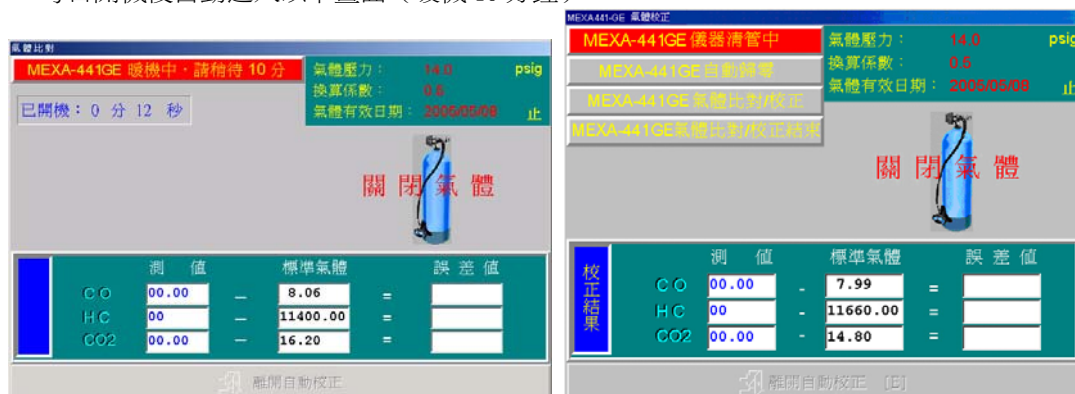 氣體比對
MEXA-441GE 暖機中，請稍待 10 分
氣體壓力： 14.0 psig
換算係數： 0.5
氣體有效日期： 2005/05/08 止
已開機：0 分 12 秒
關閉氣體
測 值 標準氣體 誤差值
CO 00.00 － 8.06 =
HC 00 － 11400.00 =
CO2 00.00 － 16.20 =
離開自動校正
MEXA441-GE 氣體校正
MEXA-441GE 儀器清管中
氣體壓力： 14.0 psig
換算係數： 0.5
氣體有效日期： 2005/05/08 止
MEXA-441GE 自動歸零
MEXA-441GE 氣體比對/校正
MEXA-441GE氣體比對/校正結果
關閉氣體
校正結果
測 值 標準氣體 誤差值
CO 00.00 - 7.99 =
HC 00 - 11660.00 =
CO2 00.00 - 14.80 =
離開自動校正 [E]